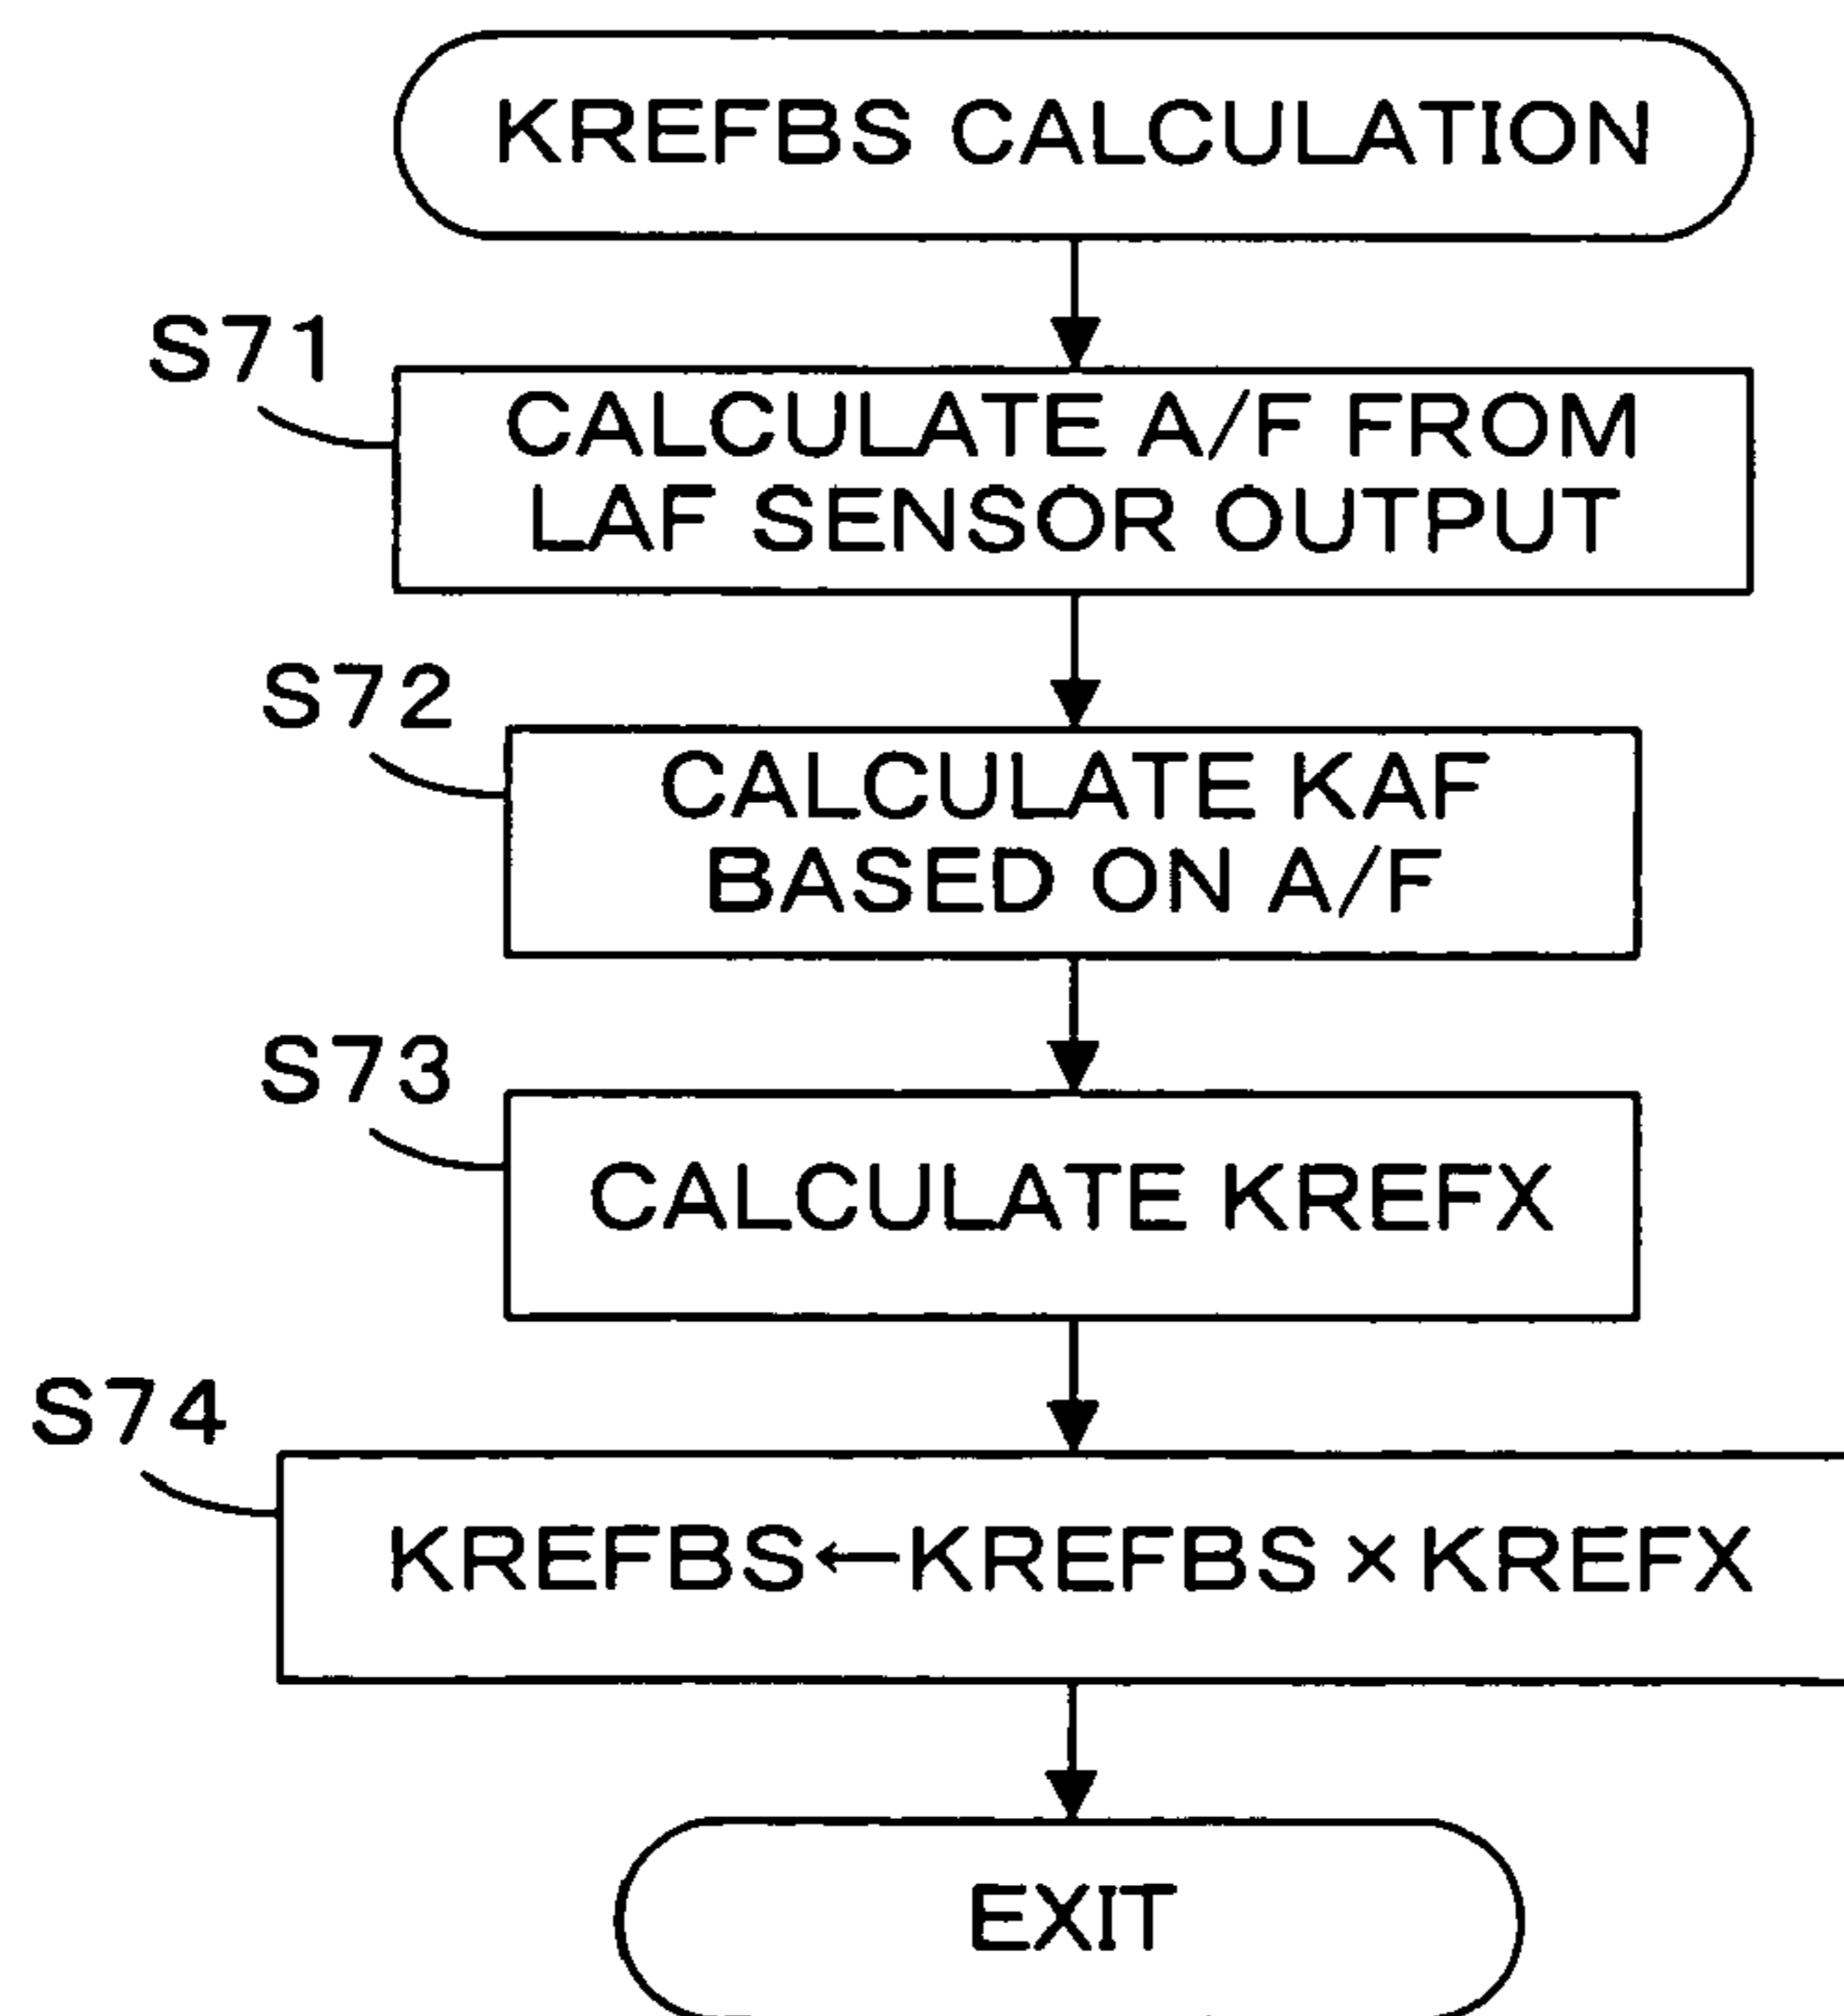 KREFBS CALCULATION
S71
CALCULATE A/F FROM
LAF SENSOR OUTPUT
S72
CALCULATE KAF
BASED ON A/F
S73
CALCULATE KREFX
S74
KREFBS←KREFBS×KREFX
EXIT